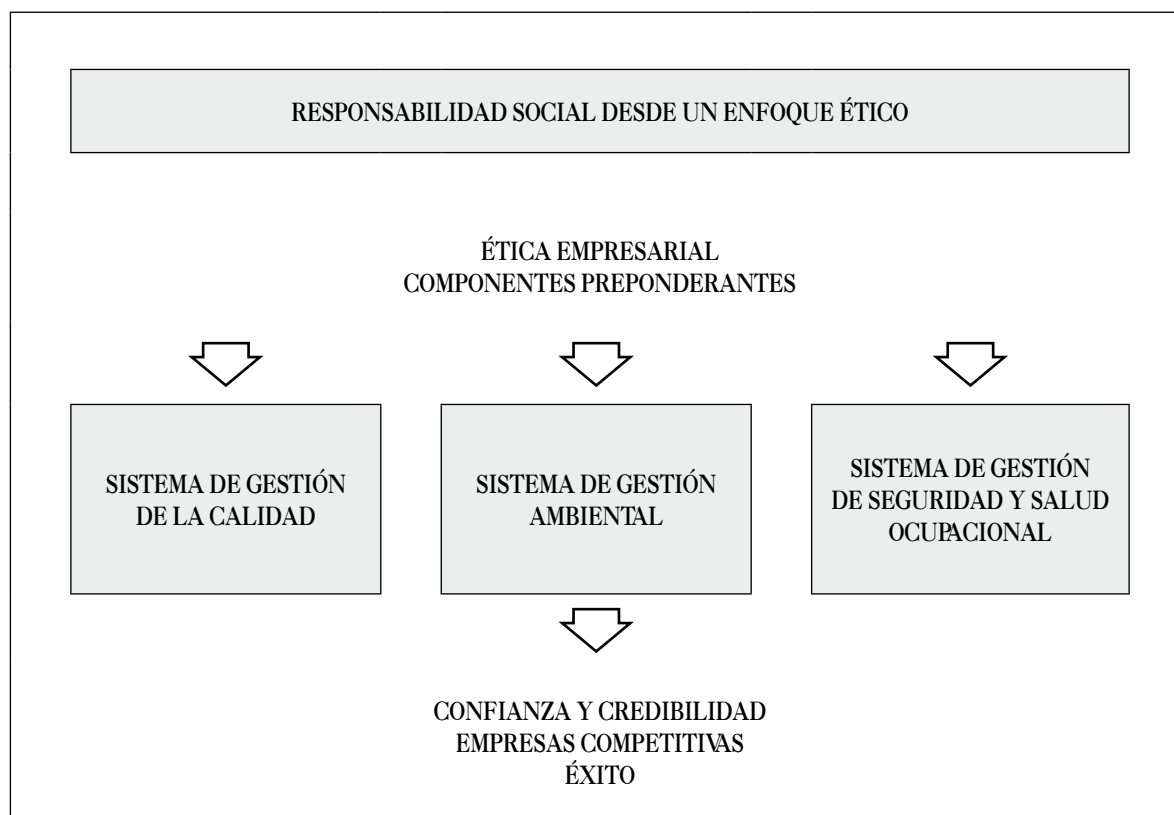 RESPONSABILIDAD SOCIAL DESDE UN ENFOQUE ÉTICO
ÉTICA EMPRESARIAL
COMPONENTES PREPONDERANTES
SISTEMA DE GESTIÓN
DE LA CALIDAD
SISTEMA DE GESTIÓN
AMBIENTAL
SISTEMA DE GESTIÓN
DE SEGURIDAD Y SALUD
OCUPACIONAL
CONFIANZA Y CREDIBILIDAD
EMPRESAS COMPETITIVAS
ÉXITO